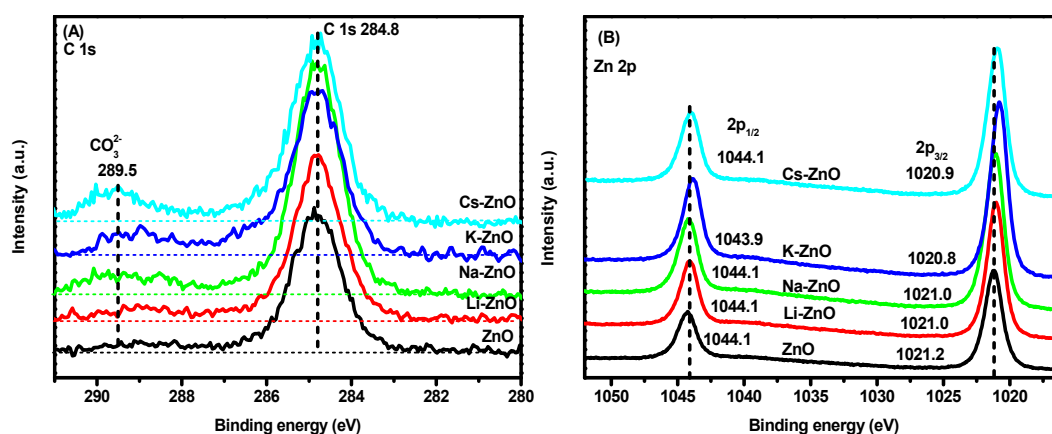 (A)
C 1s
C 1s 284.8
CO₃²⁻
289.5
Cs-ZnO
K-ZnO
Na-ZnO
Li-ZnO
ZnO
Intensity (a.u.)
290 288 286 284 282 280
Binding energy (eV)
(B)
Zn 2p
2p₁/₂
1044.1
2p₃/₂
1020.9
Cs-ZnO
1043.9
K-ZnO
1020.8
1044.1
Na-ZnO
1021.0
1044.1
Li-ZnO
1021.0
1044.1
ZnO
1021.2
Intensity (a.u.)
1050 1045 1040 1035 1030 1025 1020
Binding energy (eV)